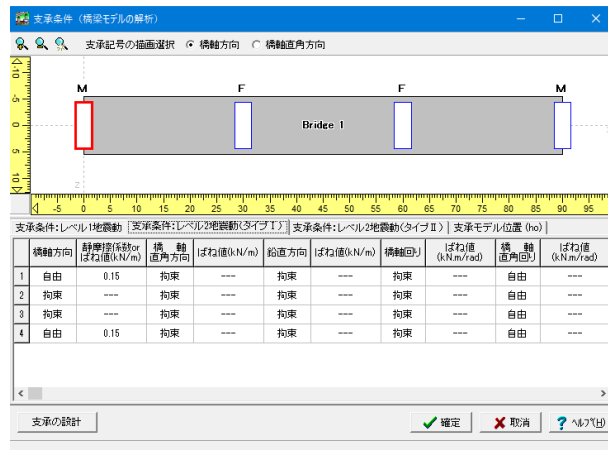 支承条件 (橋梁モデルの解析)
支承記号の描画選択 橋軸方向 橋軸直角方向
-10
-5
0
5
10
M F F M
Bridge 1
z
-5 0 5 10 15 20 25 30 35 40 45 50 55 60 65 70 75 80 85 90 95
支承条件:レベル1地震動 支承条件:レベル2地震動(タイプⅠ) 支承条件:レベル2地震動(タイプⅡ) 支承モデル位置 (ho)
橋軸方向 静摩擦係数or ばね値(kN/m) 橋 軸 直角方向 ばね値(kN/m) 鉛直方向 ばね値(kN/m) 橋軸回り ばね値 (kN.m/rad) 橋 軸 直角回り ばね値 (kN.m/rad)
1 自由 0.15 拘束 --- 拘束 --- 拘束 --- 自由 ---
2 拘束 --- 拘束 --- 拘束 --- 拘束 --- 自由 ---
3 拘束 --- 拘束 --- 拘束 --- 拘束 --- 自由 ---
4 自由 0.15 拘束 --- 拘束 --- 拘束 --- 自由 ---
支承の設計 確定 取消 ? ヘルプ(H)